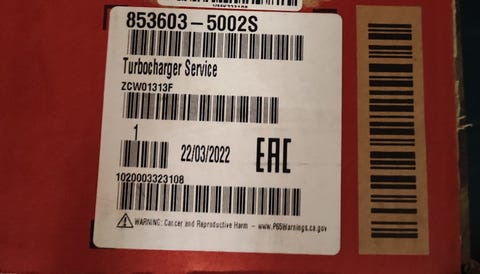 853603-5002S
Turbocharger Service
ZCW01313F
1
22/03/2022
EAC
1020003323108
WARNING: Cancer and Reproductive Harm - www.P65Warnings.ca.gov